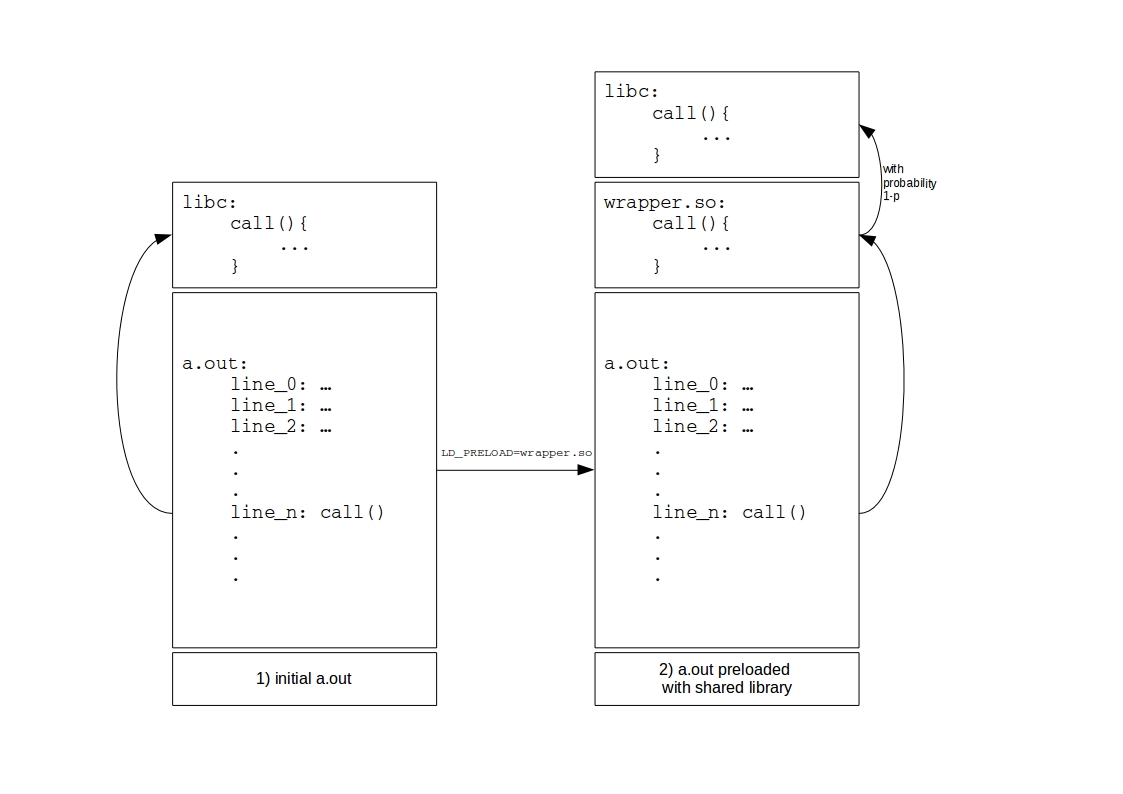 libc:
call(){
...
}
a.out:
line_0: …
line_1: …
line_2: …
.
.
.
line_n: call()
.
.
.
1) initial a.out
LD_PRELOAD=wrapper.so
libc:
call(){
...
}
with
probability
1-p
wrapper.so:
call(){
...
}
a.out:
line_0: …
line_1: …
line_2: …
.
.
.
line_n: call()
.
.
.
2) a.out preloaded
with shared library